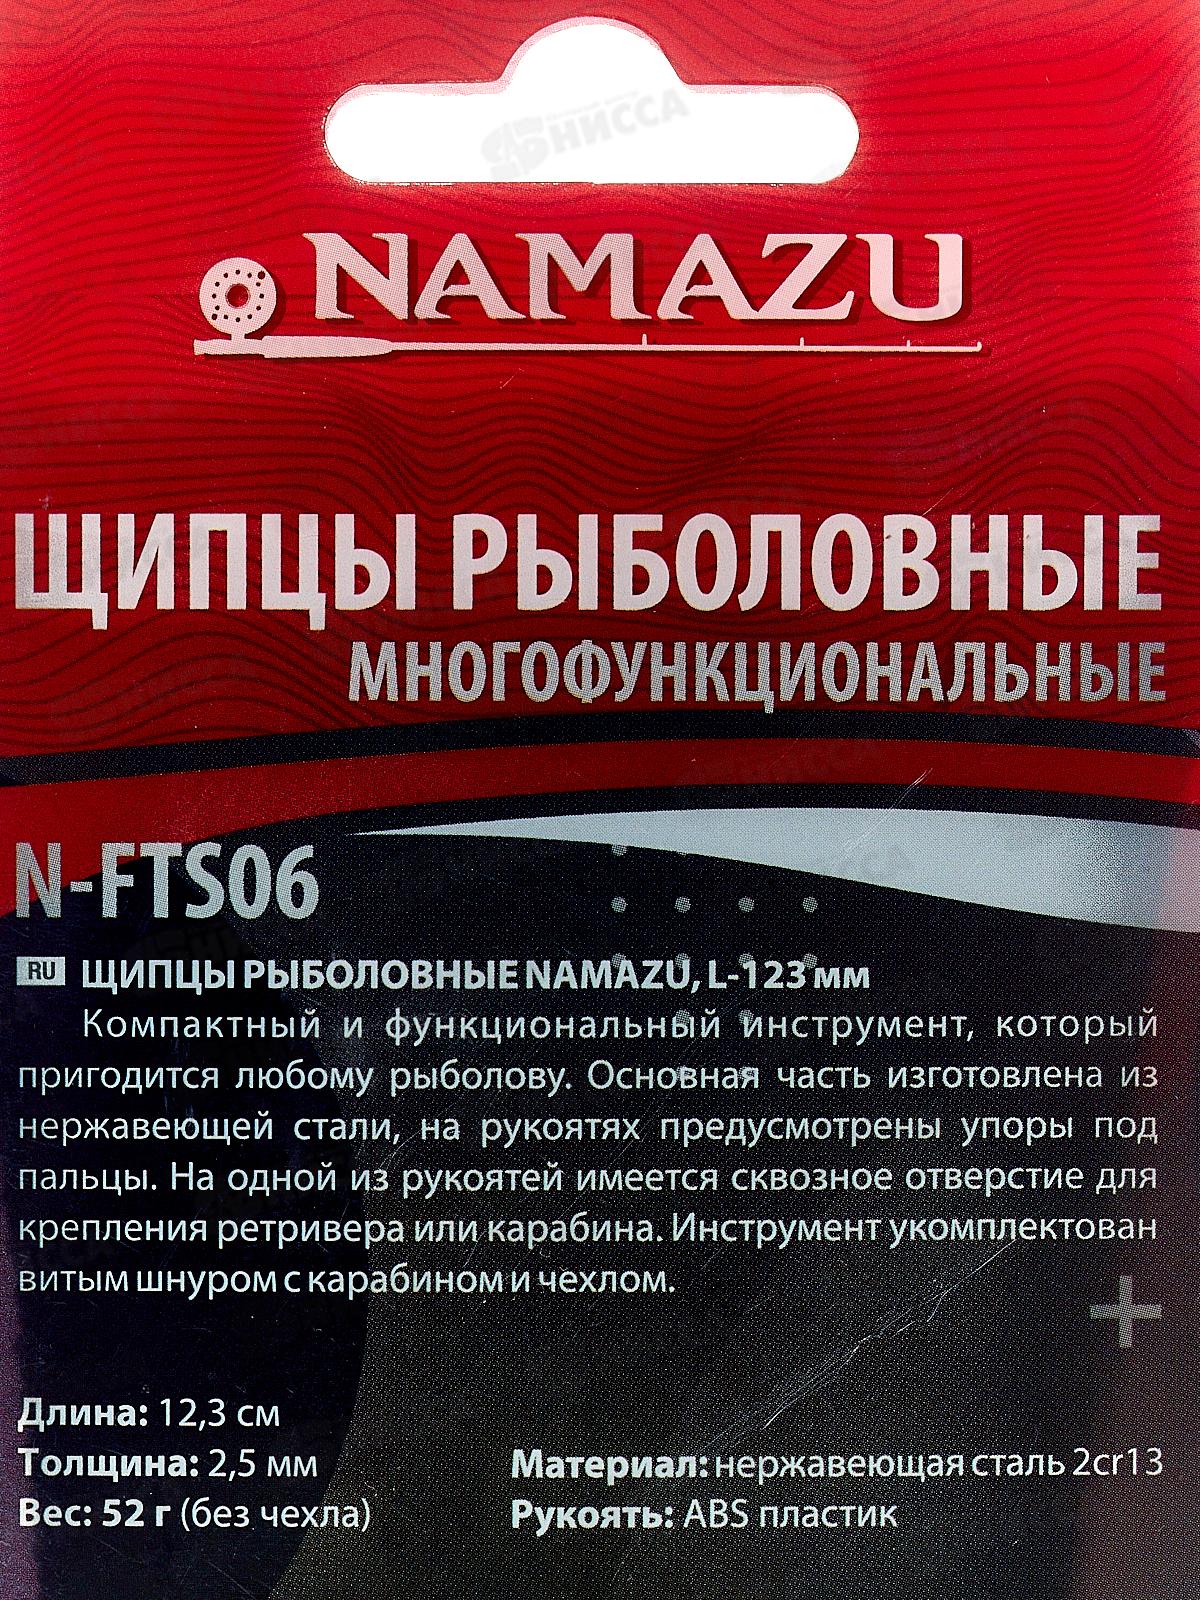 ЯБНИССА
NAMAZU
ЩИПЦЫ РЫБОЛОВНЫЕ
МНОГОФУНКЦИОНАЛЬНЫЕ
N-FTS06
RU ЩИПЦЫ РЫБОЛОВНЫЕ NAMAZU, L-123 мм
Компактный и функциональный инструмент, который
пригодится любому рыболову. Основная часть изготовлена из
нержавеющей стали, на рукоятях предусмотрены упоры под
пальцы. На одной из рукоятей имеется сквозное отверстие для
крепления ретривера или карабина. Инструмент укомплектован
витым шнуром с карабином и чехлом.
Длина: 12,3 см
Толщина: 2,5 мм
Вес: 52 г (без чехла)
Материал: нержавеющая сталь 2cr13
Рукоять: ABS пластик